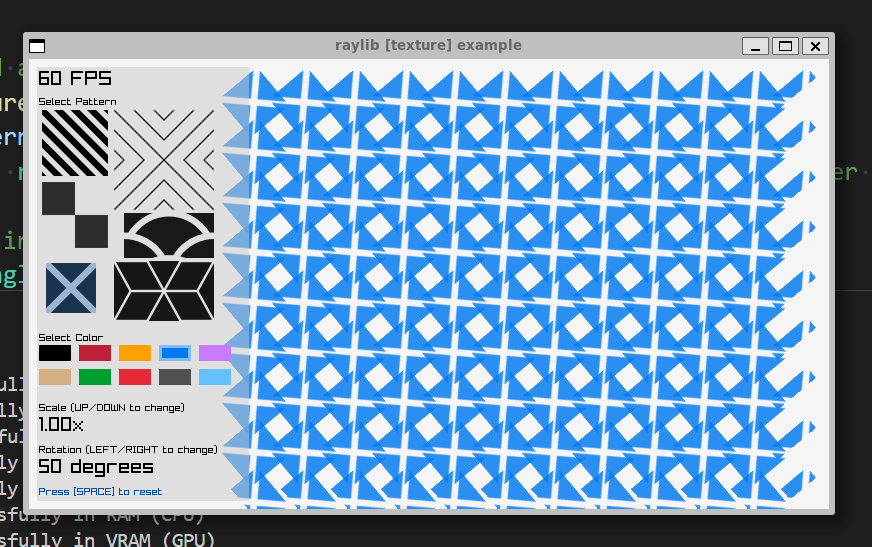 raylib [texture] example
60 FPS
Select Pattern
Select Color
Scale (UP/DOWN to change)
1.00x
Rotation (LEFT/RIGHT to change)
50 degrees
Press [SPACE] to reset
sfully in RAM (CPU)
sfully in VRAM (GPU)